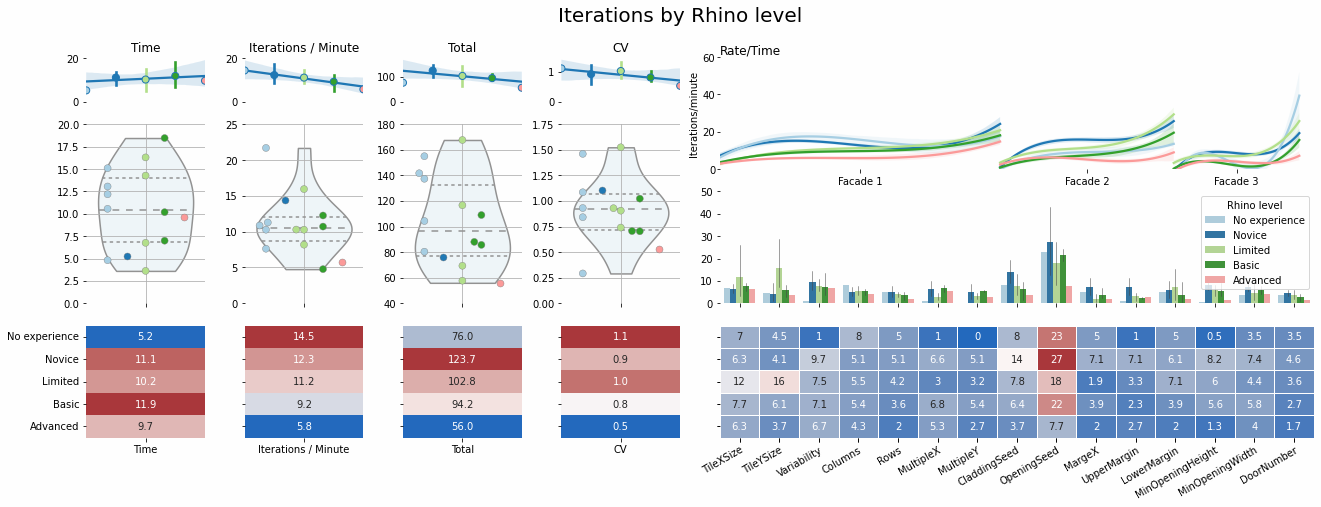 Iterations by Rhino level
Time
Iterations / Minute
Total
CV
Rate/Time
20
0
20
0
100
0
1
0
60
40
20
0
Iterations/minute
Facade 1
Facade 2
Facade 3
20.0
17.5
15.0
12.5
10.0
7.5
5.0
2.5
0.0
25
20
15
10
5
0
180
160
140
120
100
80
60
40
1.75
1.50
1.25
1.00
0.75
0.50
0.25
0.00
50
40
30
20
10
0
Rhino level
No experience
Novice
Limited
Basic
Advanced
No experience 5.2 14.5 76.0 1.1 7 4.5 1 8 5 1 0 8 23 5 1 5 0.5 3.5 3.5
Novice 11.1 12.3 123.7 0.9 6.3 4.1 9.7 5.1 5.1 6.6 5.1 14 27 7.1 7.1 6.1 8.2 7.4 4.6
Limited 10.2 11.2 102.8 1.0 12 16 7.5 5.5 4.2 3 3.2 7.8 18 1.9 3.3 7.1 6 4.4 3.6
Basic 11.9 9.2 94.2 0.8 7.7 6.1 7.1 5.4 3.6 6.8 5.4 6.4 22 3.9 2.3 3.9 5.6 5.8 2.7
Advanced 9.7 5.8 56.0 0.5 6.3 3.7 6.7 4.3 2 5.3 2.7 3.7 7.7 2 2.7 2 1.3 4 1.7
Time
Iterations / Minute
Total
CV
TileXSize
TileYSize
Variability
Columns
Rows
MultipleX
MultipleY
CladdingSeed
OpeningSeed
MargeX
UpperMargin
LowerMargin
MinOpeningHeight
MinOpeningWidth
DoorNumber